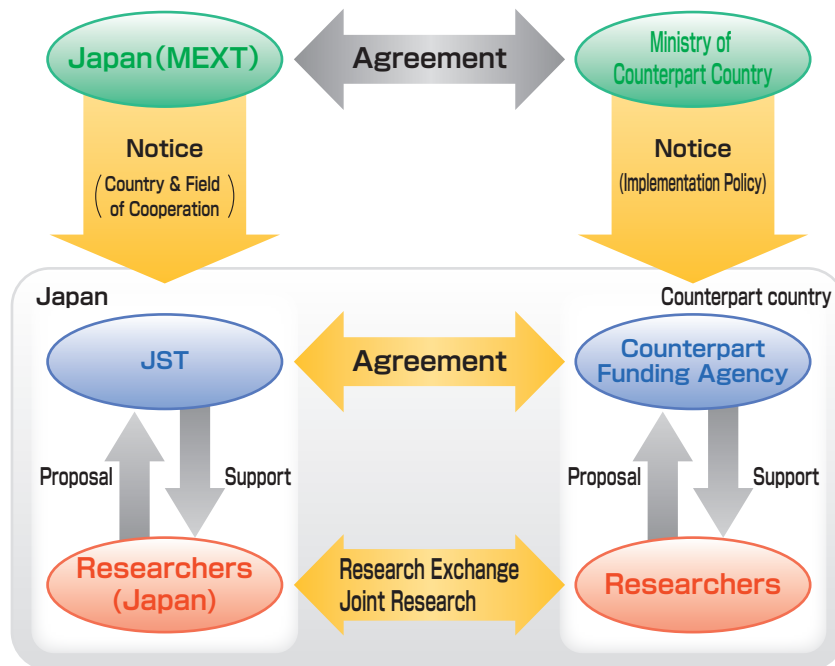 Japan(MEXT)
Agreement
Ministry of
Counterpart Country
Notice
(Country & Field
of Cooperation)
Notice
(Implementation Policy)
Japan
Counterpart country
JST
Agreement
Counterpart
Funding Agency
Proposal
Support
Proposal
Support
Researchers
(Japan)
Research Exchange
Joint Research
Researchers